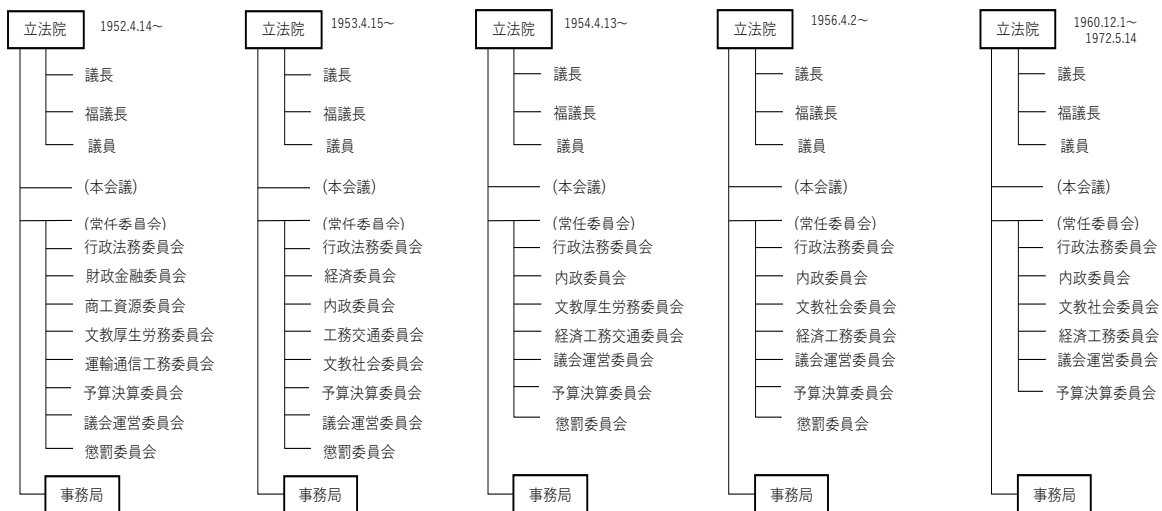 立法院 1952.4.14～
議長
福議長
議員
(本会議)
(常任委員会)
行政法務委員会
財政金融委員会
商工資源委員会
文教厚生労務委員会
運輸通信工務委員会
予算決算委員会
議会運営委員会
懲罰委員会
事務局
立法院 1953.4.15～
議長
福議長
議員
(本会議)
(常任委員会)
行政法務委員会
経済委員会
内政委員会
工務交通委員会
文教社会委員会
予算決算委員会
議会運営委員会
懲罰委員会
事務局
立法院 1954.4.13～
議長
福議長
議員
(本会議)
(常任委員会)
行政法務委員会
内政委員会
文教厚生労務委員会
経済工務交通委員会
議会運営委員会
予算決算委員会
懲罰委員会
事務局
立法院 1956.4.2～
議長
福議長
議員
(本会議)
(常任委員会)
行政法務委員会
内政委員会
文教社会委員会
経済工務委員会
議会運営委員会
予算決算委員会
懲罰委員会
事務局
立法院 1960.12.1～
1972.5.14
議長
福議長
議員
(本会議)
(常任委員会)
行政法務委員会
内政委員会
文教社会委員会
経済工務委員会
議会運営委員会
予算決算委員会
事務局